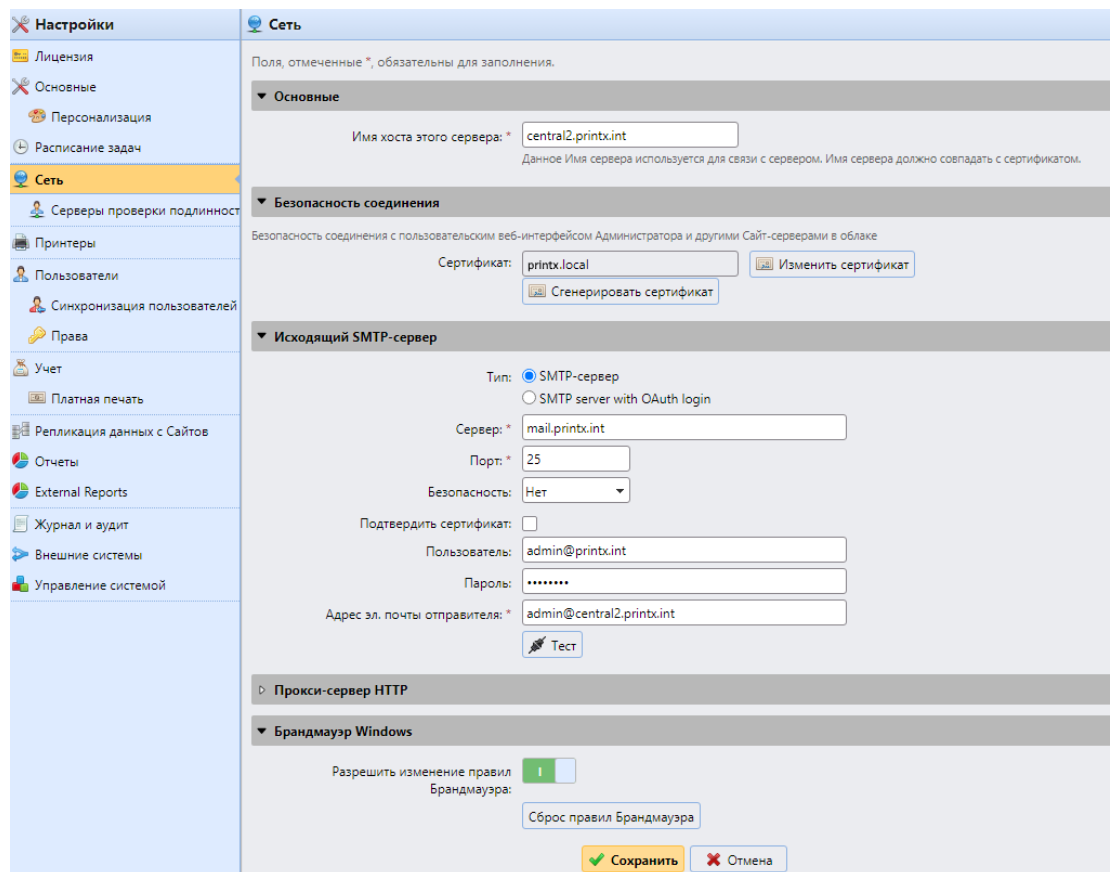 Настройки
Лицензия
Основные
Персонализация
Расписание задач
Сеть
Серверы проверки подлинност
Принтеры
Пользователи
Синхронизация пользователей
Права
Учет
Платная печать
Репликация данных с Сайтов
Отчеты
External Reports
Журнал и аудит
Внешние системы
Управление системой
Сеть
Поля, отмеченные *, обязательны для заполнения.
Основные
Имя хоста этого сервера: * central2.printx.int
Данное Имя сервера используется для связи с сервером. Имя сервера должно совпадать с сертификатом.
Безопасность соединения
Безопасность соединения с пользовательским веб-интерфейсом Администратора и другими Сайт-серверами в облаке
Сертификат: printx.local Изменить сертификат
Сгенерировать сертификат
Исходящий SMTP-сервер
Тип: SMTP-сервер
SMTP server with OAuth login
Сервер: * mail.printx.int
Порт: * 25
Безопасность: Нет
Подтвердить сертификат:
Пользователь: admin@printx.int
Пароль: ••••••••
Адрес эл. почты отправителя: * admin@central2.printx.int
Тест
Прокси-сервер HTTP
Брандмауэр Windows
Разрешить изменение правил
Брандмауэра:
Сброс правил Брандмауэра
Сохранить Отмена